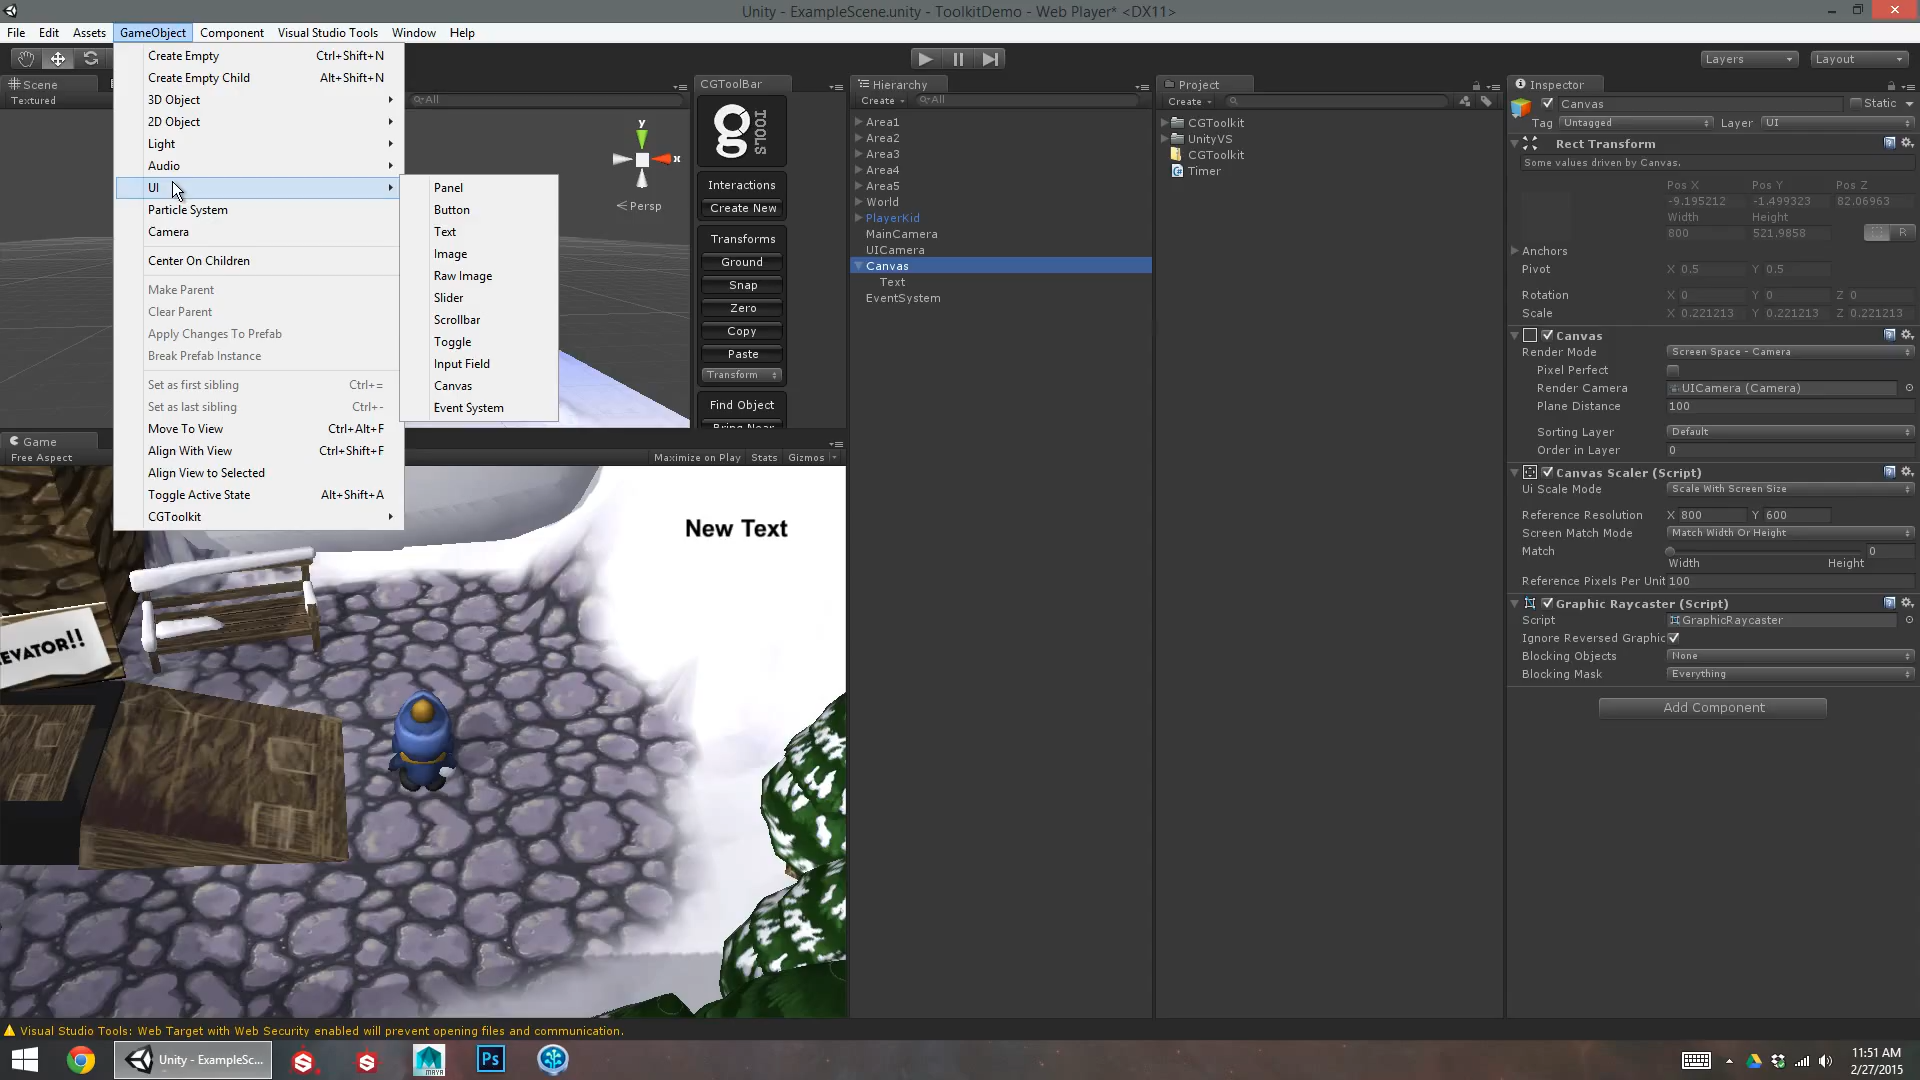 Unity - ExampleScene.unity - ToolkitDemo - Web Player* <DX11>
File Edit Assets GameObject Component Visual Studio Tools Window Help
Layers Layout
Scene
Textured
All
Create Empty Ctrl+Shift+N
Create Empty Child Alt+Shift+N
3D Object
2D Object
Light
Audio
UI
Particle System
Camera
Center On Children
Make Parent
Clear Parent
Apply Changes To Prefab
Break Prefab Instance
Set as first sibling Ctrl+=
Set as last sibling Ctrl+-
Move To View Ctrl+Alt+F
Align With View Ctrl+Shift+F
Align View to Selected
Toggle Active State Alt+Shift+A
CGToolkit
Panel
Button
Text
Image
Raw Image
Slider
Scrollbar
Toggle
Input Field
Canvas
Event System
y
x
Persp
CGToolBar
g TOOLS
Interactions
Create New
Transforms
Ground
Snap
Zero
Copy
Paste
Transform
Find Object
Bring Near
Hierarchy
Create All
Area1
Area2
Area3
Area4
Area5
World
PlayerKid
MainCamera
UICamera
Canvas
Text
EventSystem
Project
Create
CGToolkit
UnityVS
CGToolkit
Timer
Inspector
Canvas Static
Tag Untagged Layer UI
Rect Transform
Some values driven by Canvas.
Pos X Pos Y Pos Z
-9.195212 -1.499323 82.06963
Width Height
800 521.9858 R
Anchors
Pivot X 0.5 Y 0.5
Rotation X 0 Y 0 Z 0
Scale X 0.221213 Y 0.221213 Z 0.221213
Canvas
Render Mode Screen Space - Camera
Pixel Perfect
Render Camera UICamera (Camera)
Plane Distance 100
Sorting Layer Default
Order in Layer 0
Canvas Scaler (Script)
Ui Scale Mode Scale With Screen Size
Reference Resolution X 800 Y 600
Screen Match Mode Match Width Or Height
Match 0
Width Height
Reference Pixels Per Unit 100
Graphic Raycaster (Script)
Script GraphicRaycaster
Ignore Reversed Graphic
Blocking Objects None
Blocking Mask Everything
Add Component
Game
Free Aspect Maximize on Play Stats Gizmos
New Text
EVATOR!!
Visual Studio Tools: Web Target with Web Security enabled will prevent opening files and communication.
Unity - ExampleSc...
MAYA
Ps
11:51 AM
2/27/2015